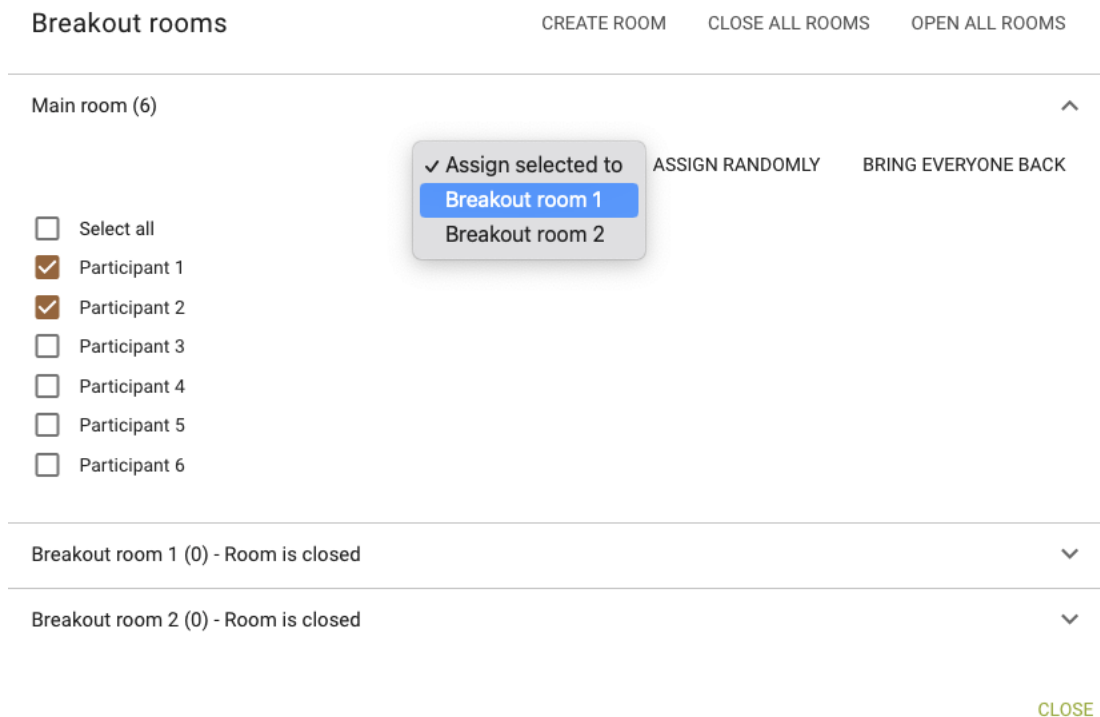 Breakout rooms CREATE ROOM CLOSE ALL ROOMS OPEN ALL ROOMS
Main room (6)
✓ Assign selected to ASSIGN RANDOMLY BRING EVERYONE BACK
Breakout room 1
Breakout room 2
Select all
Participant 1
Participant 2
Participant 3
Participant 4
Participant 5
Participant 6
Breakout room 1 (0) - Room is closed
Breakout room 2 (0) - Room is closed
CLOSE